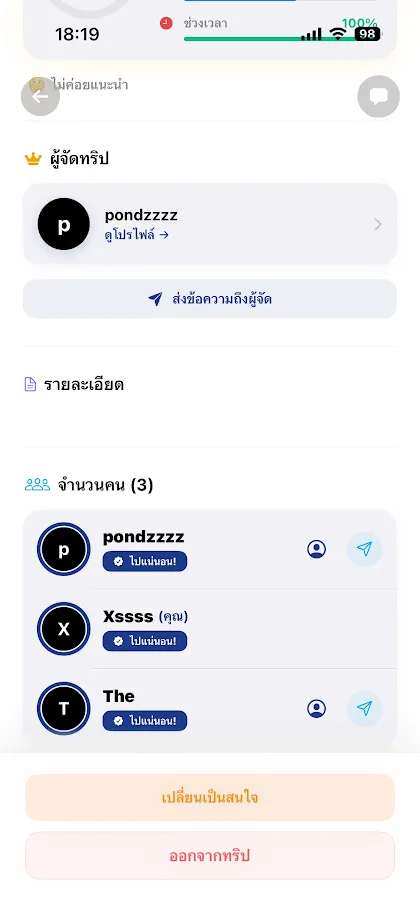 ช่วงเวลา
100%
18:19
98
ไม่ค่อยแนะนำ
ผู้จัดทริป
p
pondzzzz
ดูโปรไฟล์ →
ส่งข้อความถึงผู้จัด
รายละเอียด
จำนวนคน (3)
p
pondzzzz
ไปแน่นอน!
X
Xssss (คุณ)
ไปแน่นอน!
T
The
ไปแน่นอน!
เปลี่ยนเป็นสนใจ
ออกจากทริป